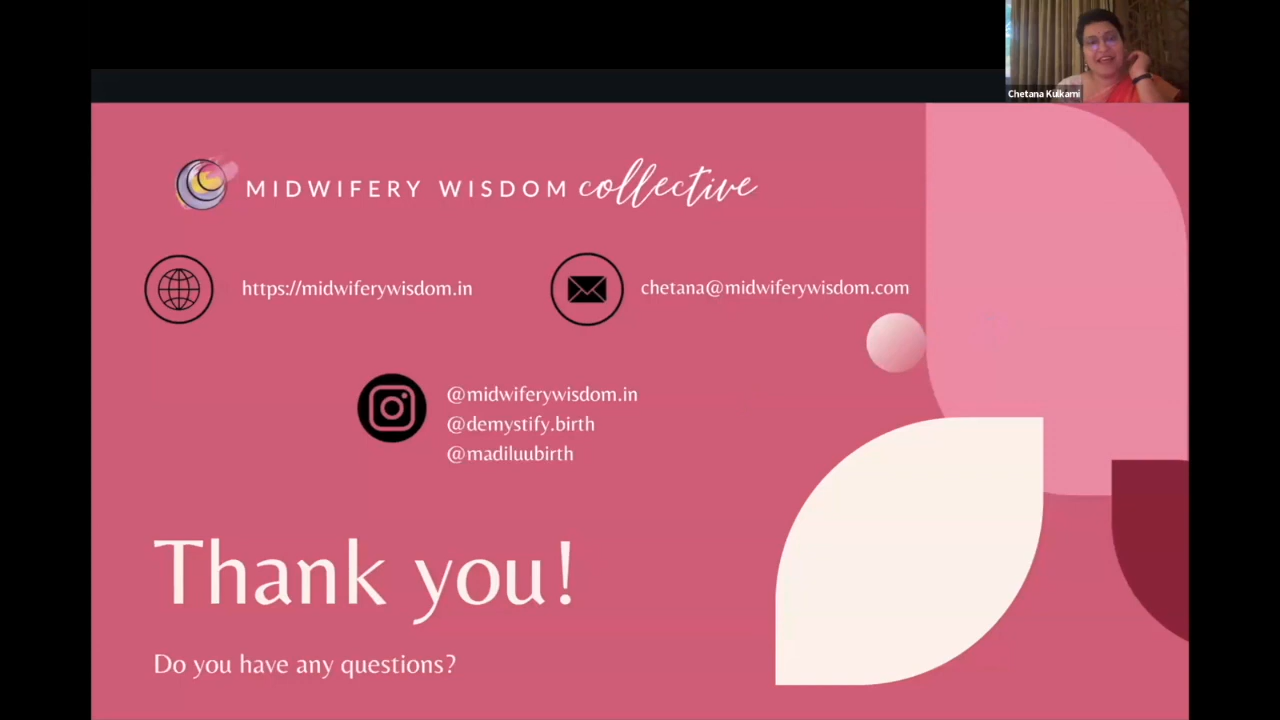 Chetana Kulkarni
MIDWIFERY WISDOM collective
https://midwiferywisdom.in
chetana@midwiferywisdom.com
@midwiferywisdom.in
@demystify.birth
@madiluubirth
Thank you!
Do you have any questions?